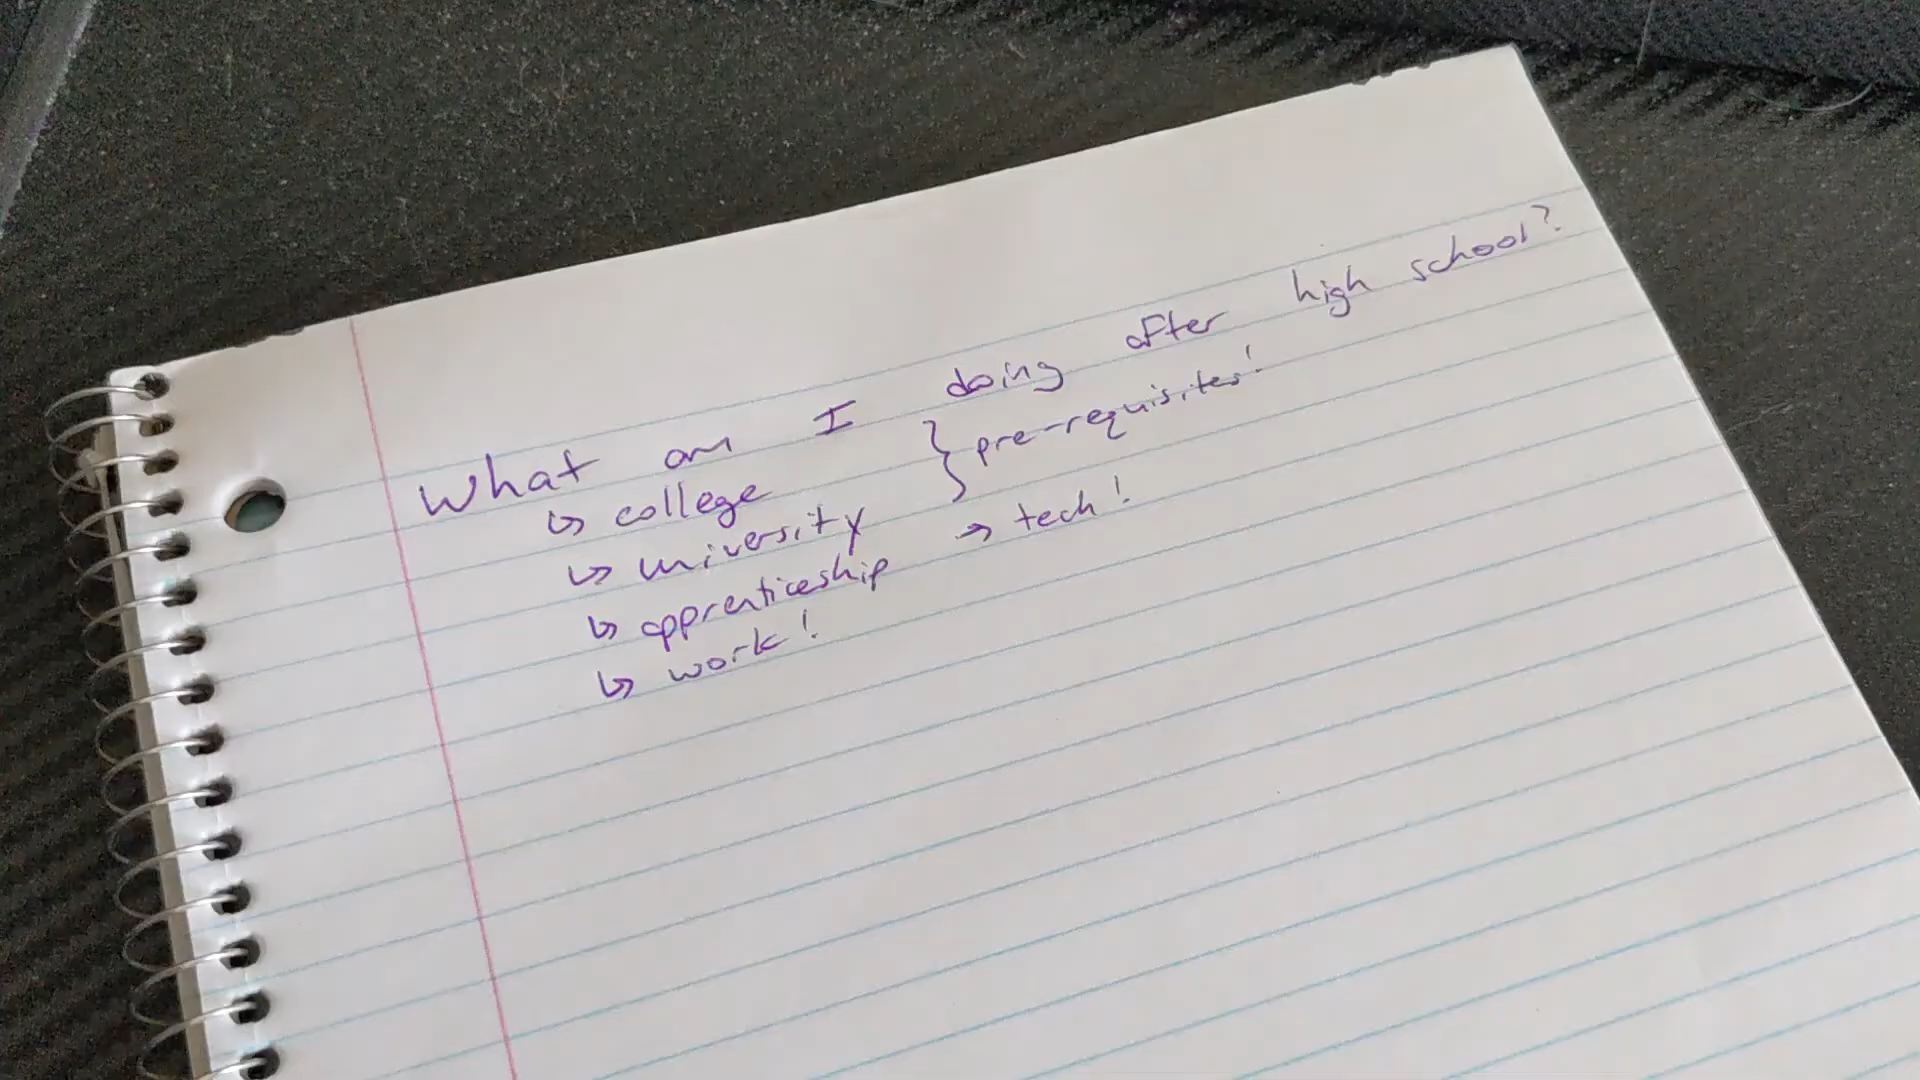 What am I doing after high school?
↳ college } pre-requisites!
↳ university
↳ apprenticeship → tech!
↳ work!